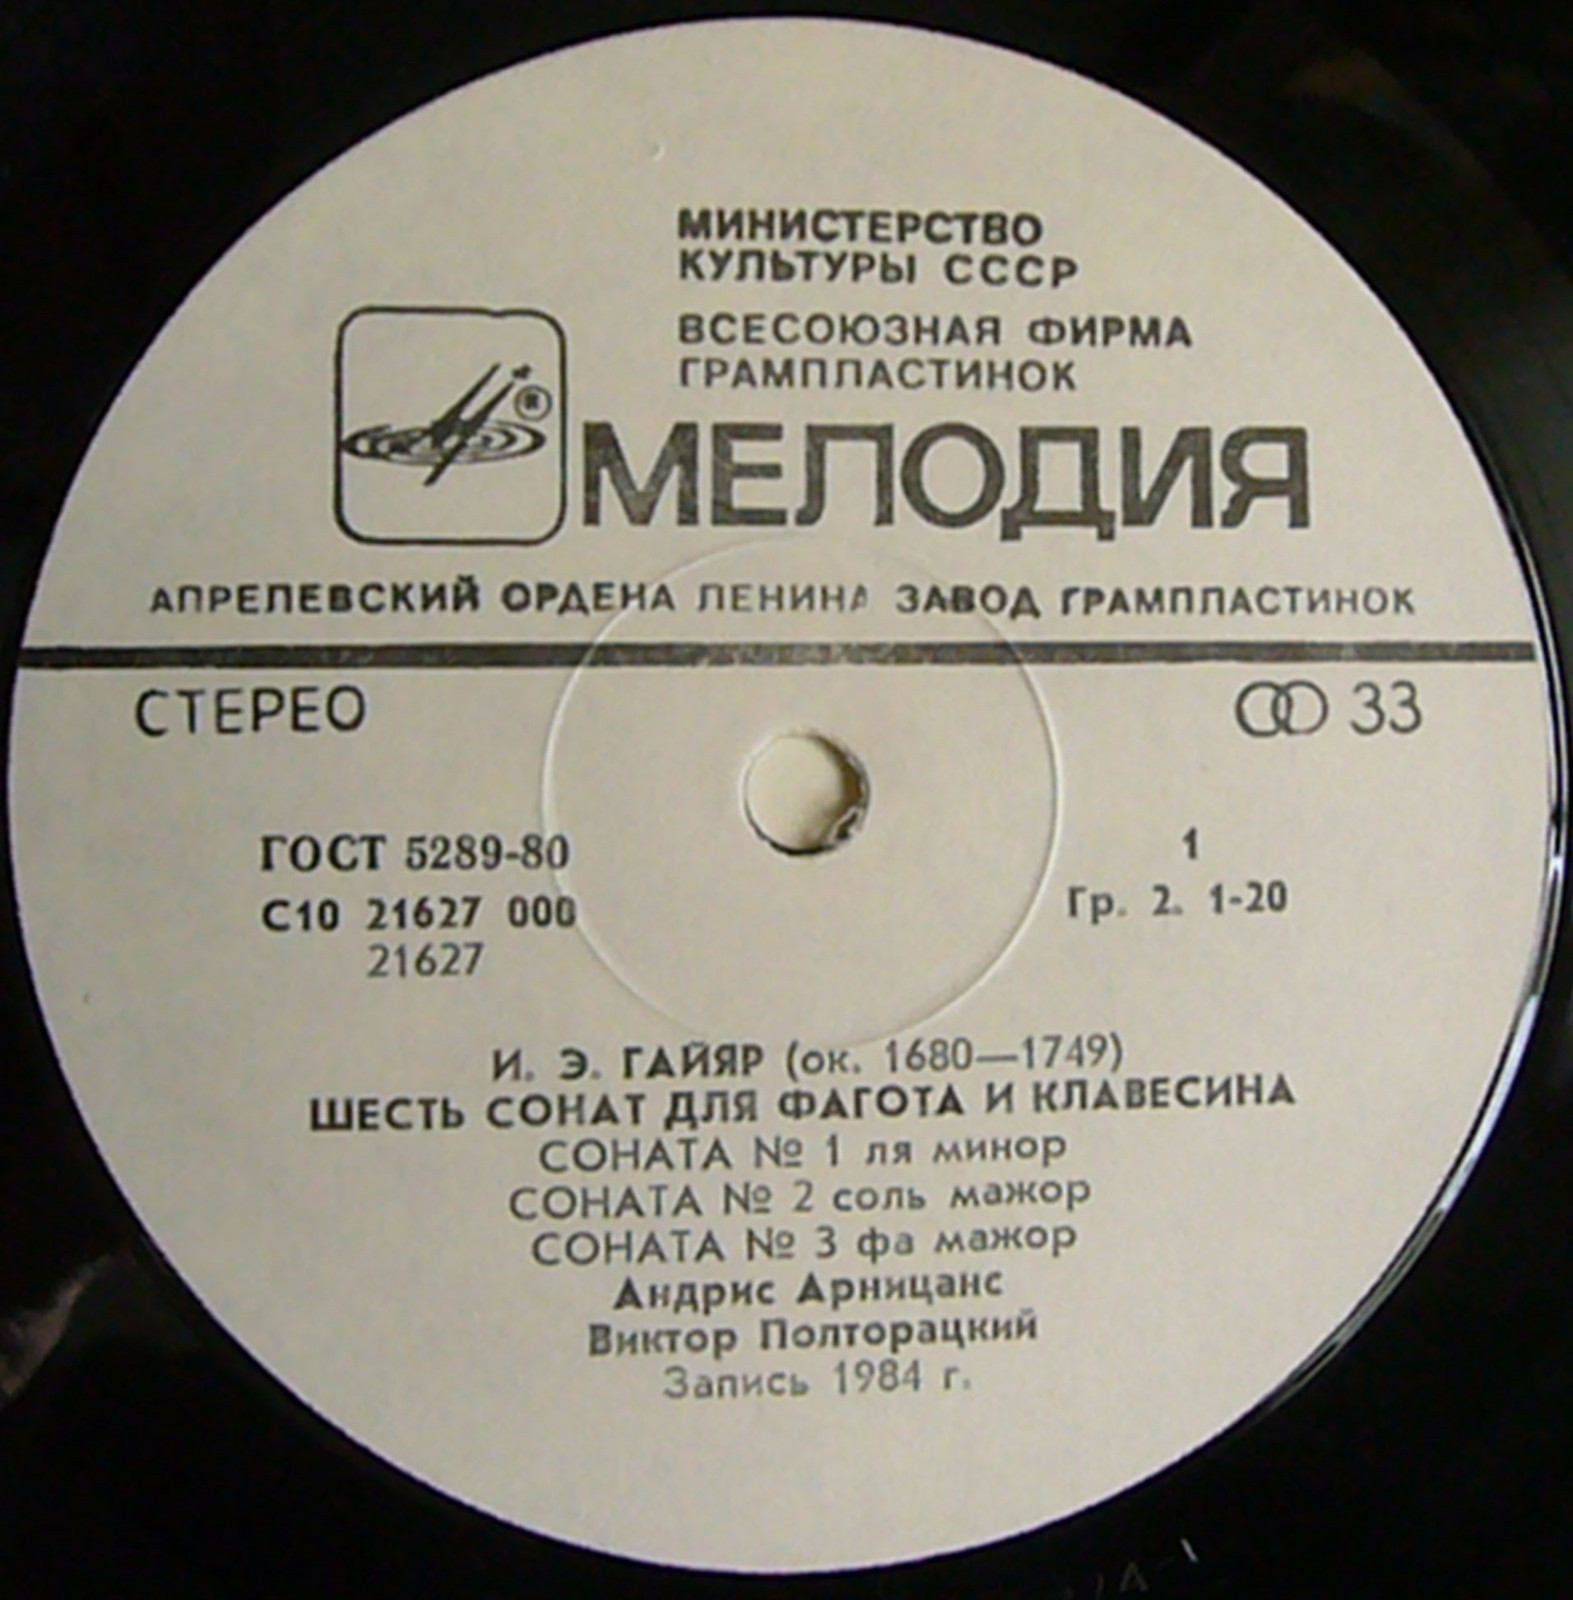 МИНИСТЕРСТВО
КУЛЬТУРЫ СССР
ВСЕСОЮЗНАЯ ФИРМА
ГРАМПЛАСТИНОК
®
МЕЛОДИЯ
АПРЕЛЕВСКИЙ ОРДЕНА ЛЕНИНА ЗАВОД ГРАМПЛАСТИНОК
СТЕРЕО
33
ГОСТ 5289-80
С10 21627 000
21627
1
Гр. 2. 1-20
И. Э. ГАЙЯР (ок. 1680—1749)
ШЕСТЬ СОНАТ ДЛЯ ФАГОТА И КЛАВЕСИНА
СОНАТА № 1 ля минор
СОНАТА № 2 соль мажор
СОНАТА № 3 фа мажор
Андрис Арницанс
Виктор Полторацкий
Запись 1984 г.